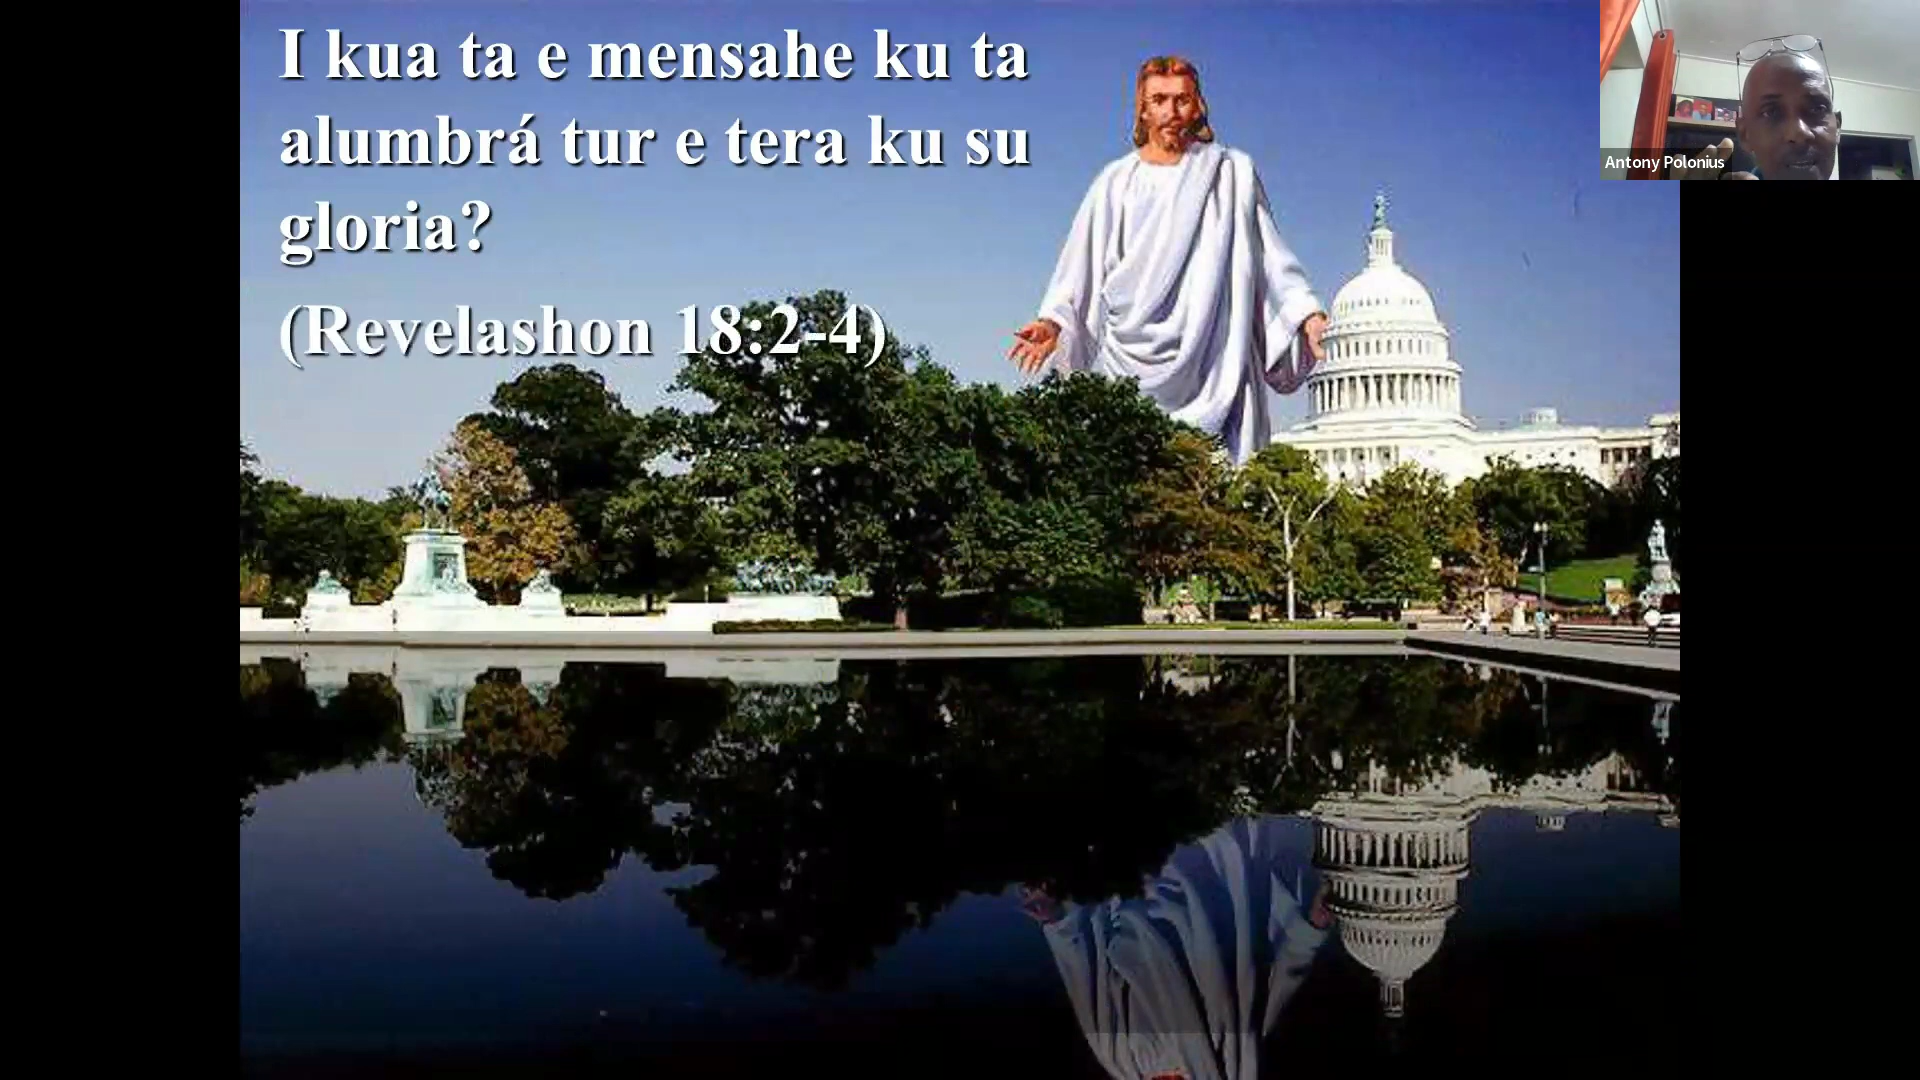 I kua ta e mensahe ku ta
alumbrá tur e tera ku su
gloria?
(Revelashon 18:2-4)
Antony Polonius